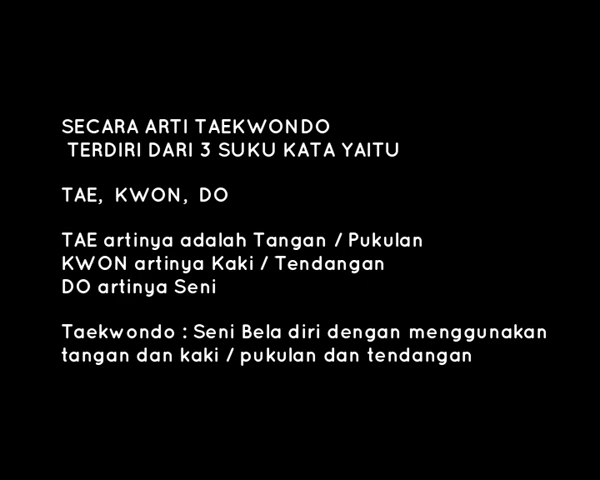 SECARA ARTI TAEKWONDO
TERDIRI DARI 3 SUKU KATA YAITU
TAE, KWON, DO
TAE artinya adalah Tangan / Pukulan
KWON artinya Kaki / Tendangan
DO artinya Seni
Taekwondo : Seni Bela diri dengan menggunakan
tangan dan kaki / pukulan dan tendangan